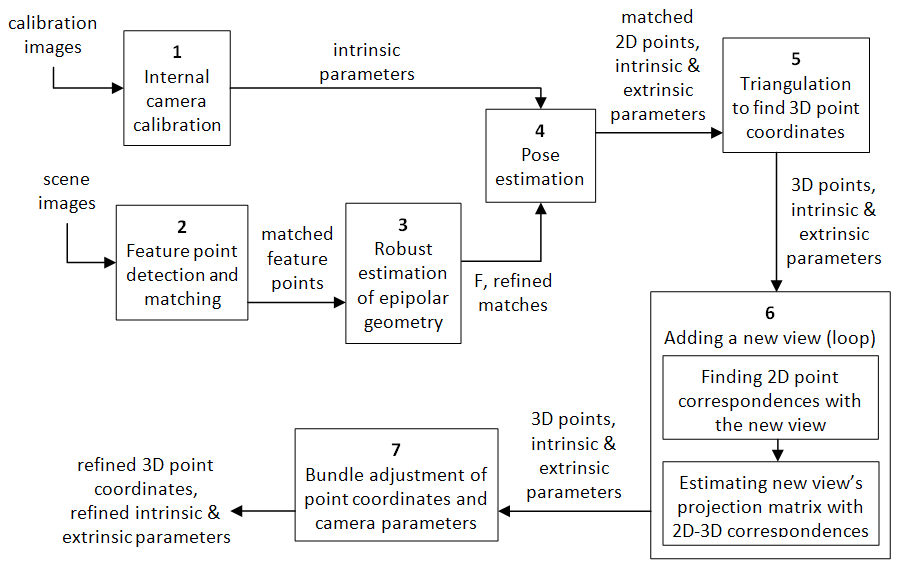 calibration
images
1
Internal
camera
calibration
intrinsic
parameters
4
Pose
estimation
matched
2D points,
intrinsic &
extrinsic
parameters
5
Triangulation
to find 3D point
coordinates
scene
images
2
Feature point
detection and
matching
matched
feature
points
3
Robust
estimation
of epipolar
geometry
F, refined
matches
3D points,
intrinsic &
extrinsic
parameters
6
Adding a new view (loop)
Finding 2D point
correspondences with
the new view
Estimating new view's
projection matrix with
2D-3D correspondences
3D points,
intrinsic &
extrinsic
parameters
7
Bundle adjustment of
point coordinates and
camera parameters
refined 3D point
coordinates,
refined intrinsic &
extrinsic parameters